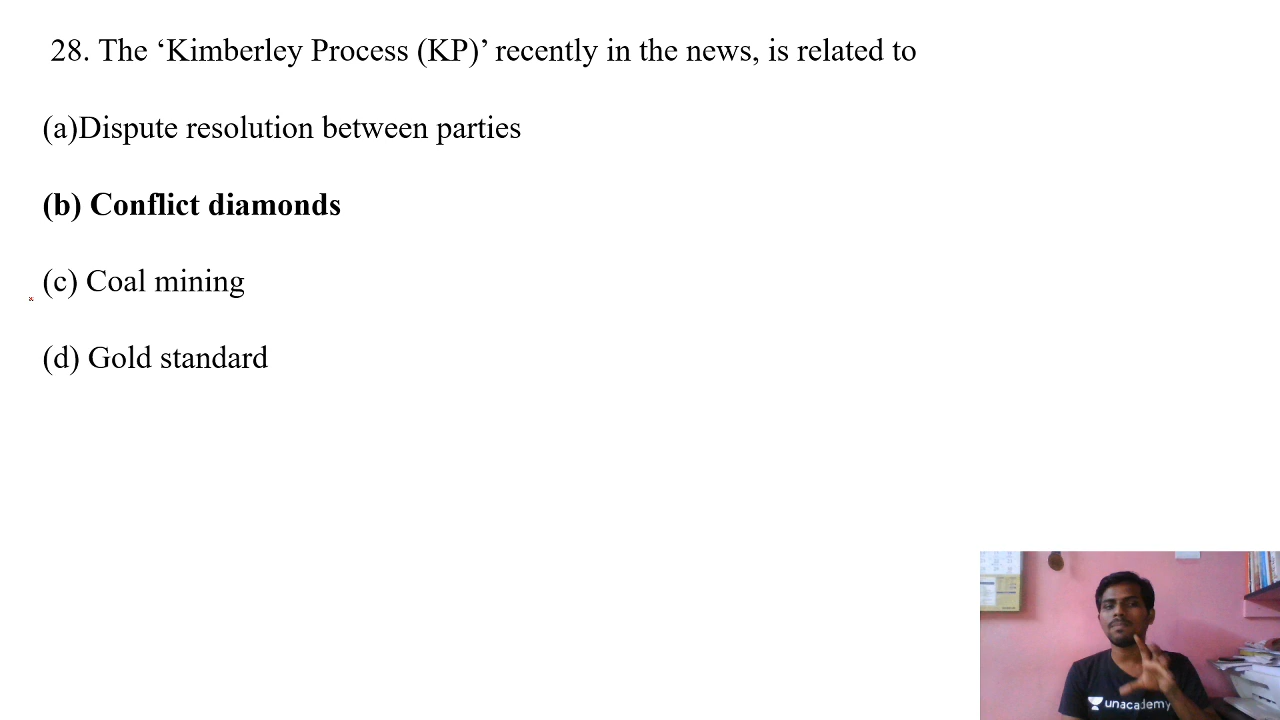 28. The ‘Kimberley Process (KP)’ recently in the news, is related to
(a)Dispute resolution between parties
(b) Conflict diamonds
(c) Coal mining
(d) Gold standard
unacademy